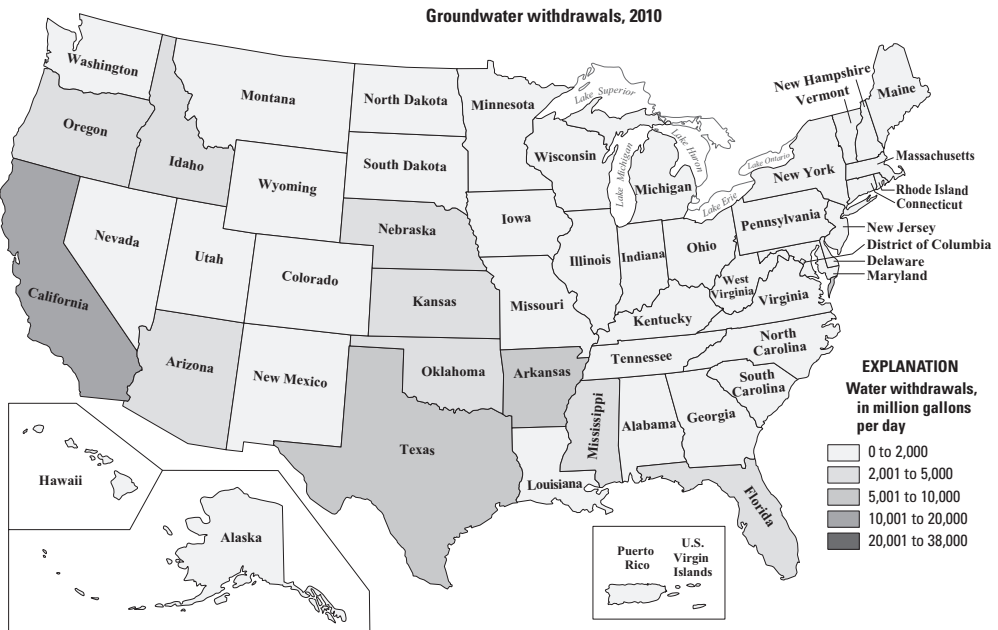 Groundwater withdrawals, 2010
Washington
Montana
North Dakota
Minnesota
Lake Superior
New Hampshire
Vermont
Maine
Oregon
Idaho
Wyoming
South Dakota
Wisconsin
Lake Michigan
Lake Huron
Michigan
Lake Ontario
Lake Erie
New York
Massachusetts
Rhode Island
Connecticut
Nevada
Utah
Colorado
Nebraska
Iowa
Illinois
Indiana
Ohio
Pennsylvania
New Jersey
District of Columbia
Delaware
Maryland
California
Kansas
Missouri
West
Virginia
Virginia
Kentucky
Arizona
New Mexico
Oklahoma
Arkansas
Tennessee
North
Carolina
South
Carolina
Texas
Louisiana
Mississippi
Alabama
Georgia
Florida
Hawaii
Alaska
Puerto
Rico
U.S.
Virgin
Islands
EXPLANATION
Water withdrawals,
in million gallons
per day
0 to 2,000
2,001 to 5,000
5,001 to 10,000
10,001 to 20,000
20,001 to 38,000